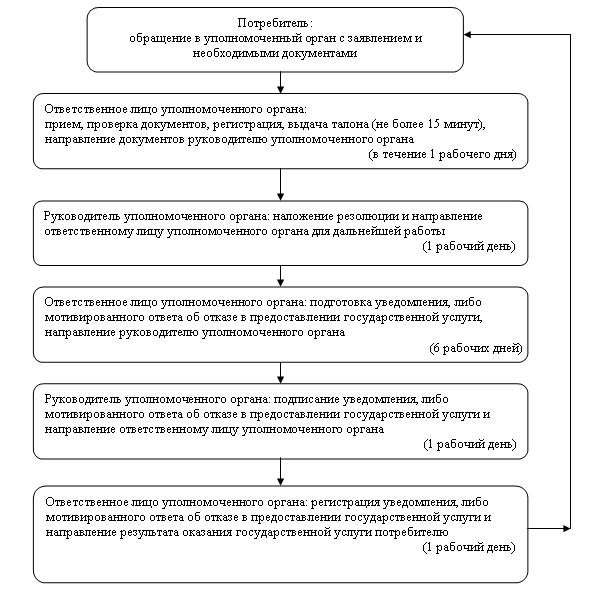 Потребитель:
обращение в уполномоченный орган с заявлением и
необходимыми документами
Ответственное лицо уполномоченного органа:
прием, проверка документов, регистрация, выдача талона (не более 15 минут),
направление документов руководителю уполномоченного органа
(в течение 1 рабочего дня)
Руководитель уполномоченного органа: наложение резолюции и направление
ответственному лицу уполномоченного органа для дальнейшей работы
(1 рабочий день)
Ответственное лицо уполномоченного органа: подготовка уведомления, либо
мотивированного ответа об отказе в предоставлении государственной услуги,
направление руководителю уполномоченного органа
(6 рабочих дней)
Руководитель уполномоченного органа: подписание уведомления, либо
мотивированного ответа об отказе в предоставлении государственной услуги и
направление ответственному лицу уполномоченного органа
(1 рабочий день)
Ответственное лицо уполномоченного органа: регистрация уведомления, либо
мотивированного ответа об отказе в предоставлении государственной услуги и
направление результата оказания государственной услуги потребителю
(1 рабочий день)